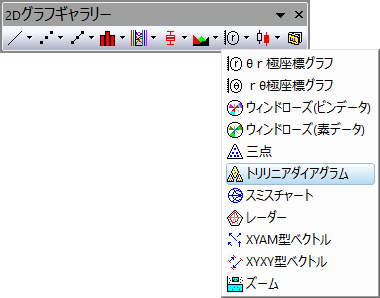 2Dグラフギャラリー
θ r 極座標グラフ
r θ極座標グラフ
ウィンドローズ(ビンデータ)
ウィンドローズ(素データ)
三点
トリリニアダイアグラム
スミスチャート
レーダー
XYAM型ベクトル
XYXY型ベクトル
ズーム